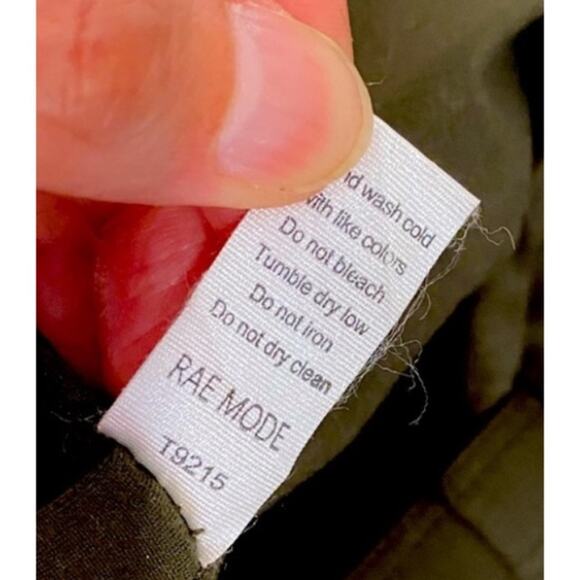 wash cold
with like colors
Do not bleach
Tumble dry low
Do not iron
Do not dry clean
RAE MODE
T9215